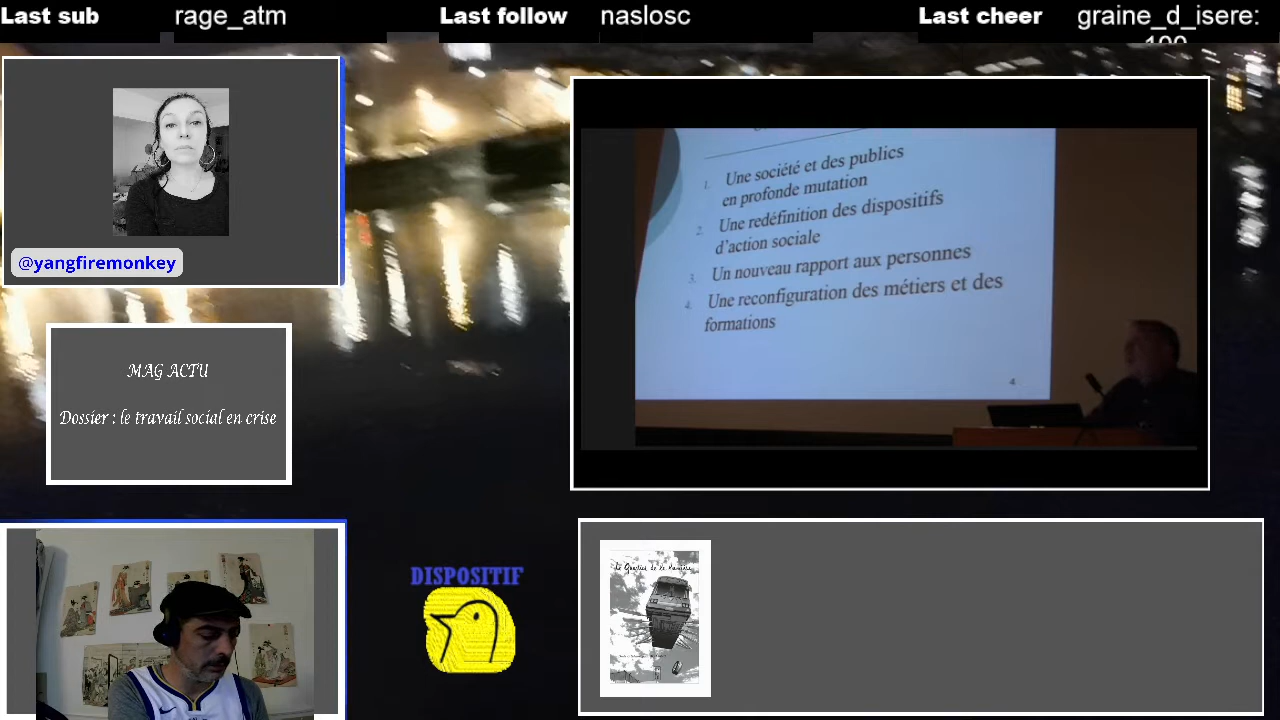 Last sub
rage_atm
Last follow
naslosc
Last cheer
graine_d_isere:
@yangfiremonkey
MAG ACTU
Dossier : le travail social en crise
1. Une société et des publics
en profonde mutation
2. Une redéfinition des dispositifs
d'action sociale
3. Un nouveau rapport aux personnes
4. Une reconfiguration des métiers et des
formations
4
DISPOSITIF